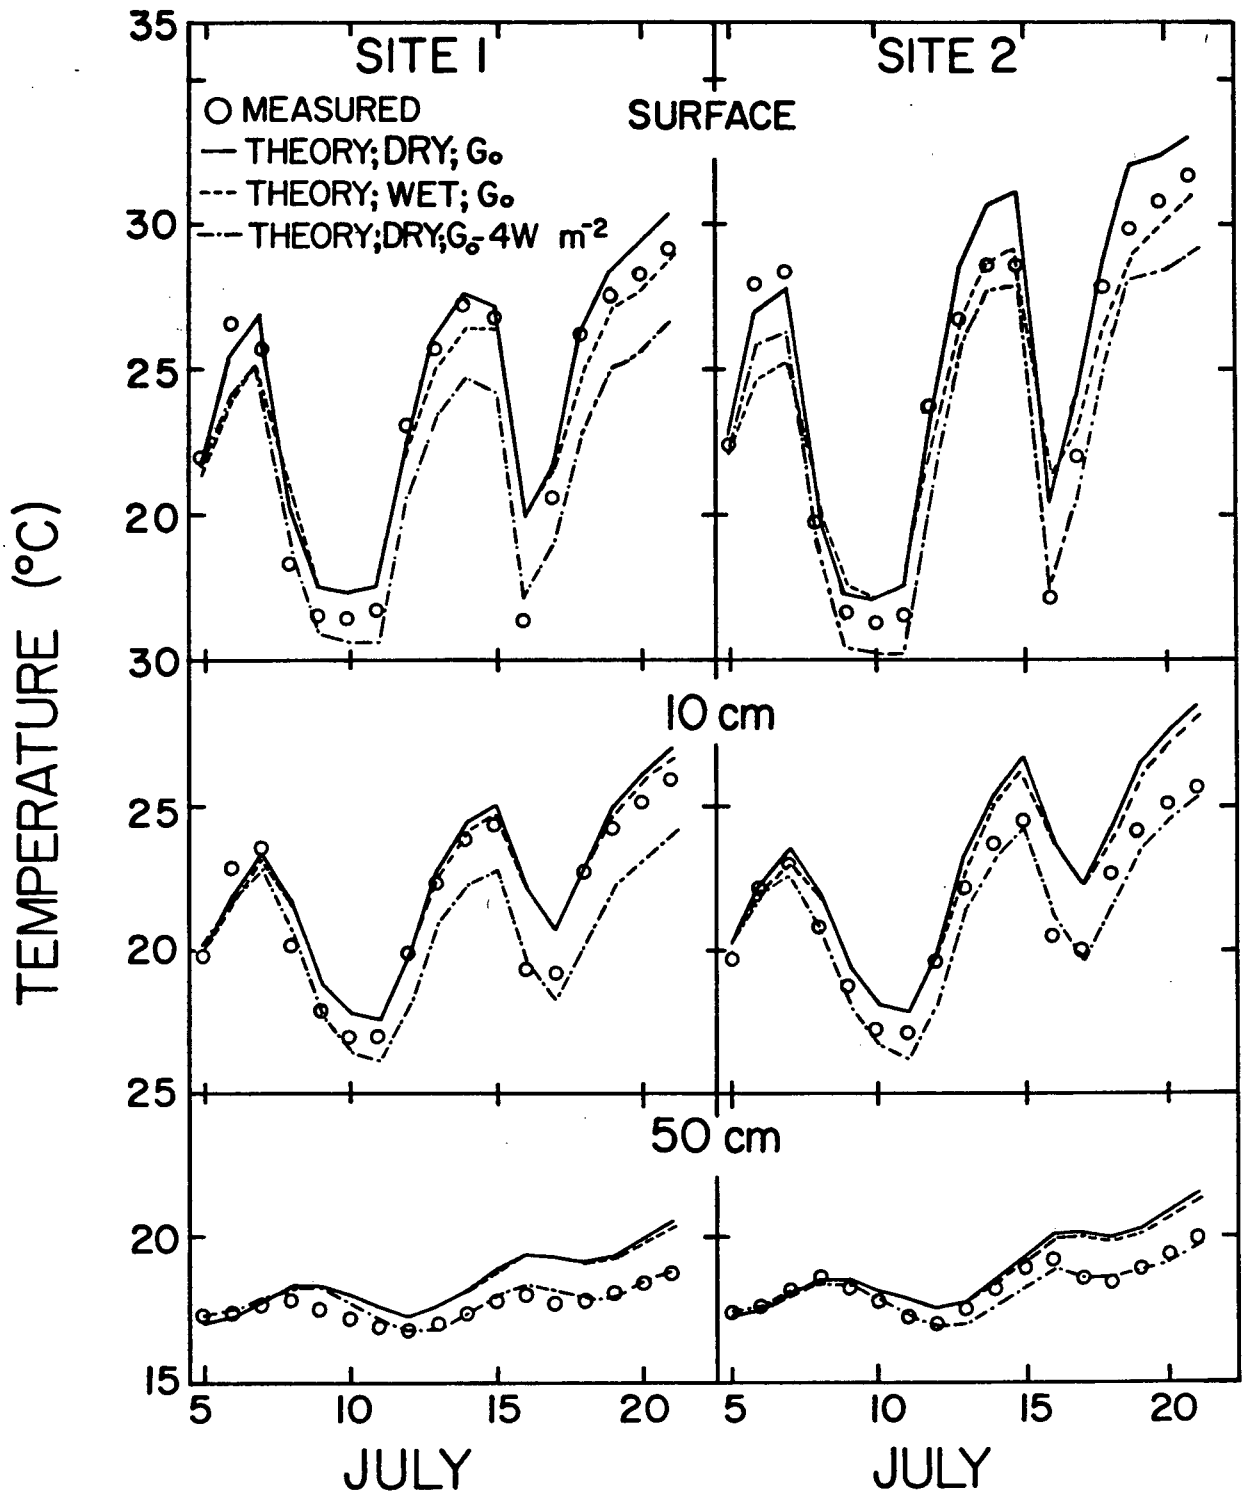 35
SITE 1
SITE 2
MEASURED
SURFACE
THEORY; DRY; G₀
THEORY; WET; G₀
30
THEORY; DRY; G₀-4W m⁻²
25
20
30
10 cm
25
20
25
50 cm
20
15
TEMPERATURE (°C)
5 10 15 20
5 10 15 20
JULY
JULY